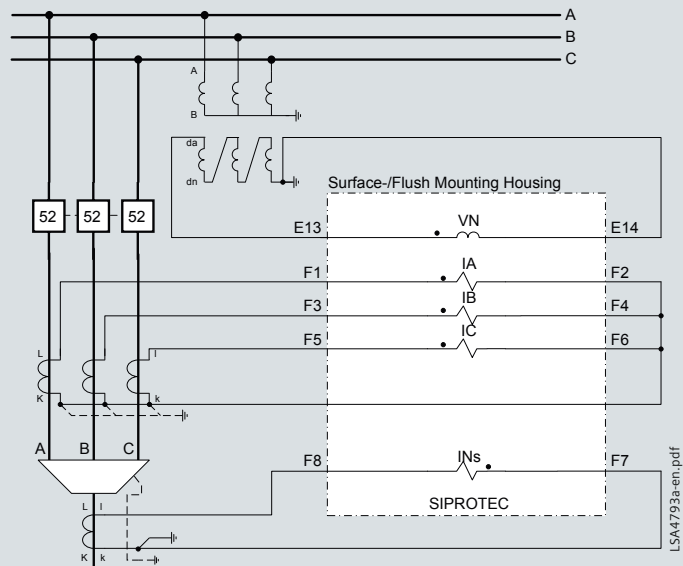 A
B
C
A
B
da
dn
Surface-/Flush Mounting Housing
52
52
52
E13
VN
E14
F1
IA
F2
F3
IB
F4
F5
IC
F6
L
l
l
K
k
A
B
C
F8
INs
F7
SIPROTEC
L
l
K
k
LSA4793a-en.pdf